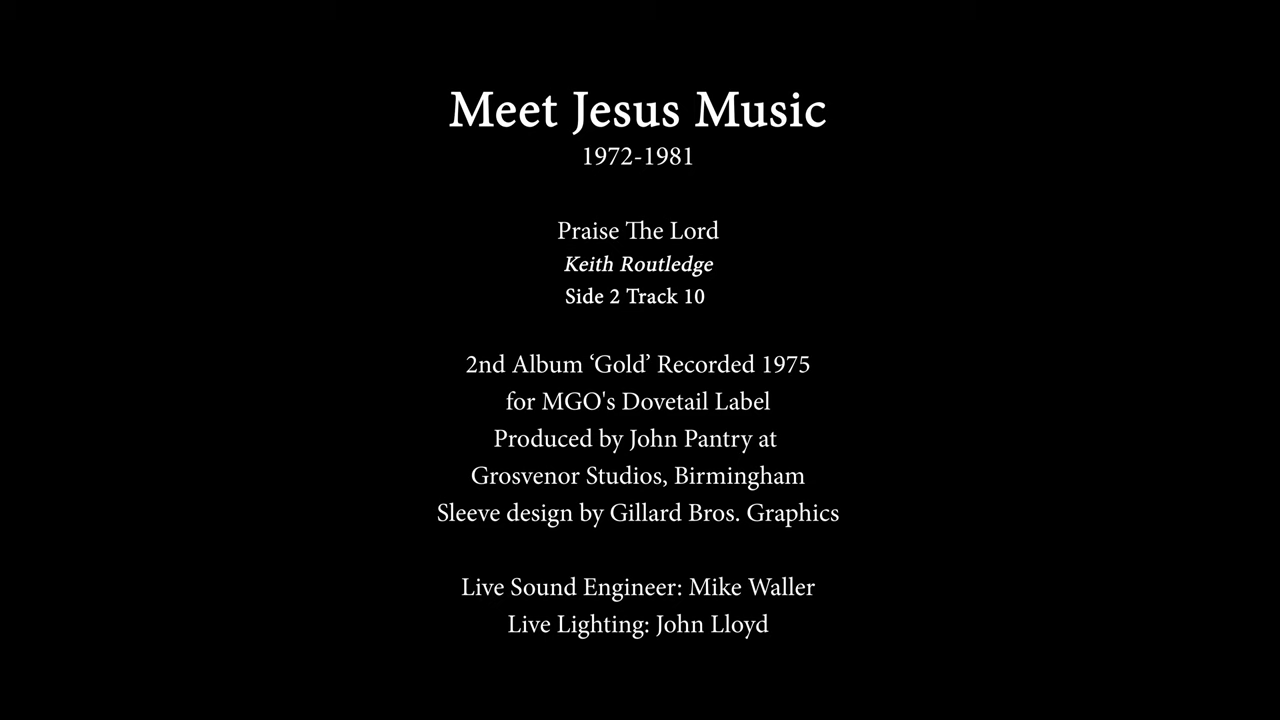 Meet Jesus Music
1972-1981
Praise The Lord
Keith Routledge
Side 2 Track 10
2nd Album ‘Gold’ Recorded 1975
for MGO's Dovetail Label
Produced by John Pantry at
Grosvenor Studios, Birmingham
Sleeve design by Gillard Bros. Graphics
Live Sound Engineer: Mike Waller
Live Lighting: John Lloyd